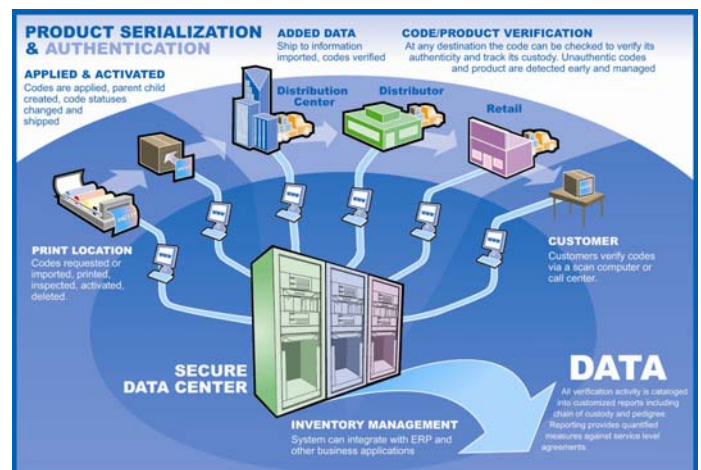 PRODUCT SERIALIZATION
& AUTHENTICATION
APPLIED & ACTIVATED
Codes are applied, parent child
created, code statuses
changed and
shipped
ADDED DATA
Ship to information
imported, codes verified
CODE/PRODUCT VERIFICATION
At any destination the code can be checked to verify its
authenticity and track its custody. Unauthentic codes
and product are detected early and managed
Distribution
Center
Distributor
Retail
PRINT LOCATION
Codes requested or
imported, printed,
inspected, activated,
deleted.
CUSTOMER
Customers verify codes
via a scan computer or
call center.
SECURE
DATA CENTER
INVENTORY MANAGEMENT
System can integrate with ERP and
other business applications
DATA
All verification activity is cataloged
into customized reports including
chain of custody and pedigree.
Reporting provides quantified
measures against service level
agreements.